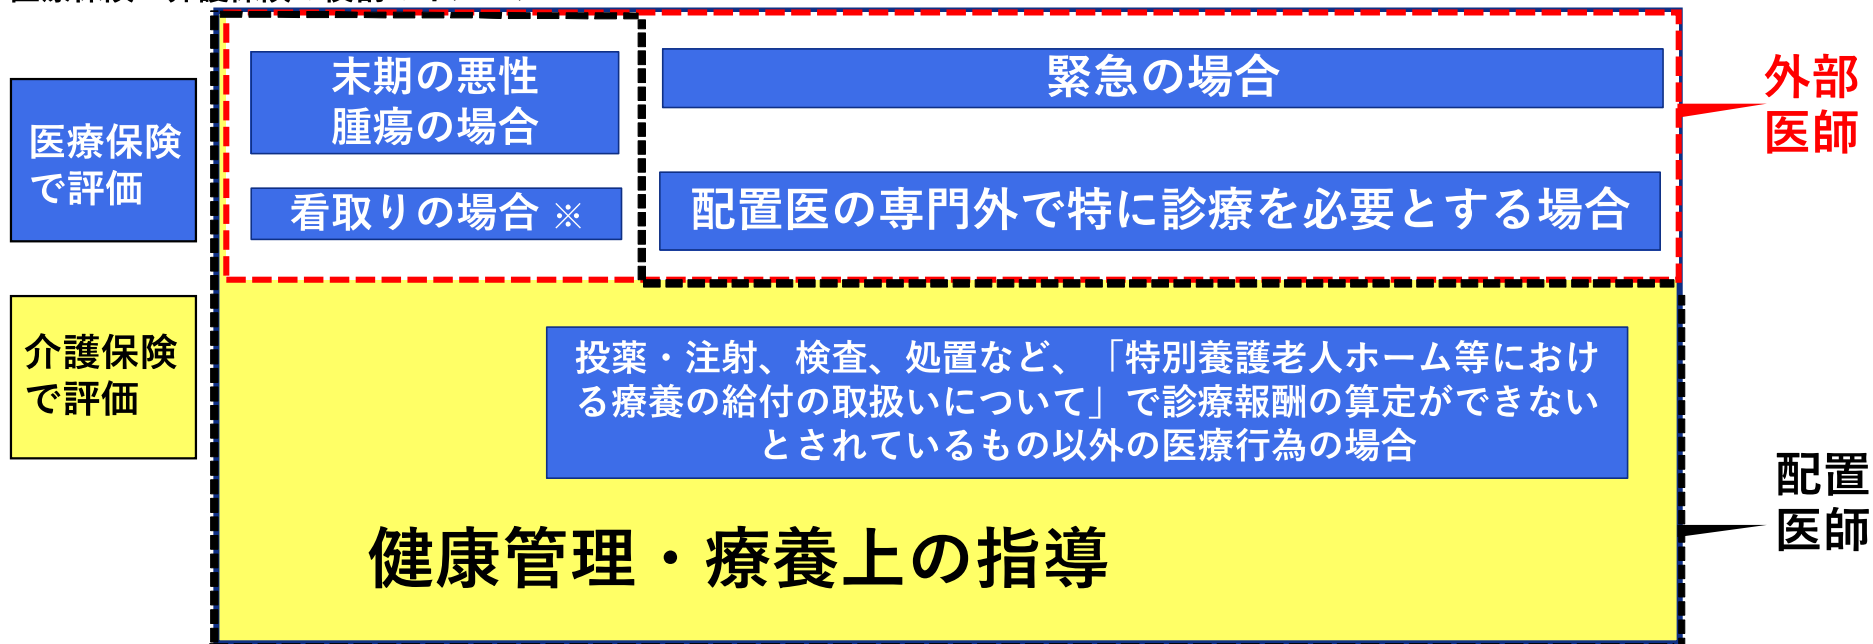 末期の悪性
腫瘍の場合
緊急の場合
外部
医師
医療保険
で評価
看取りの場合 ※
配置医の専門外で特に診療を必要とする場合
介護保険
で評価
投薬・注射、検査、処置など、「特別養護老人ホーム等におけ
る療養の給付の取扱いについて」で診療報酬の算定ができない
とされているもの以外の医療行為の場合
配置
医師
健康管理・療養上の指導